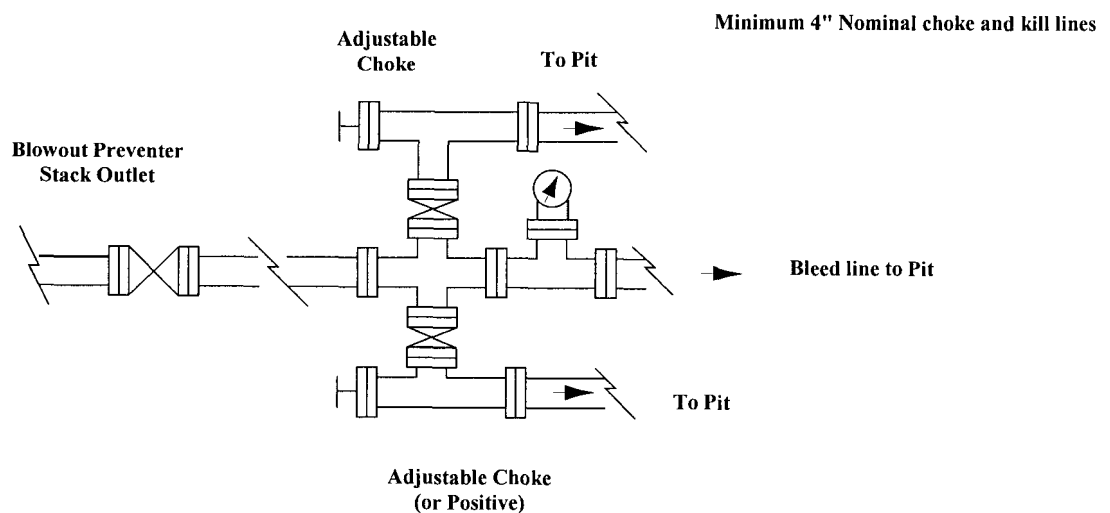 Minimum 4" Nominal choke and kill lines
Adjustable
Choke
To Pit
Blowout Preventer
Stack Outlet
Bleed line to Pit
To Pit
Adjustable Choke
(or Positive)